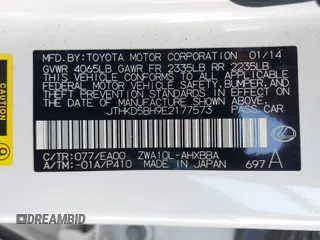 MFD.BY: TOYOTA MOTOR CORPORATION 01/14
GVWR 4065LB GAWR FR 2335LB RR 2235LB
THIS VEHICLE CONFORMS TO ALL APPLICABLE
FEDERAL MOTOR VEHICLE SAFETY, BUMPER, AND
THEFT PREVENTION STANDARDS IN EFFECT ON
THE DATE OF MANUFACTURE SHOWN ABOVE.
JTHKD5BH9E2177573 PASS.CAR
C/TR:077/EA00 ZWA10L-AHXBBA
A/TM:-01A/P410 MADE IN JAPAN 697 A
DREAMBID